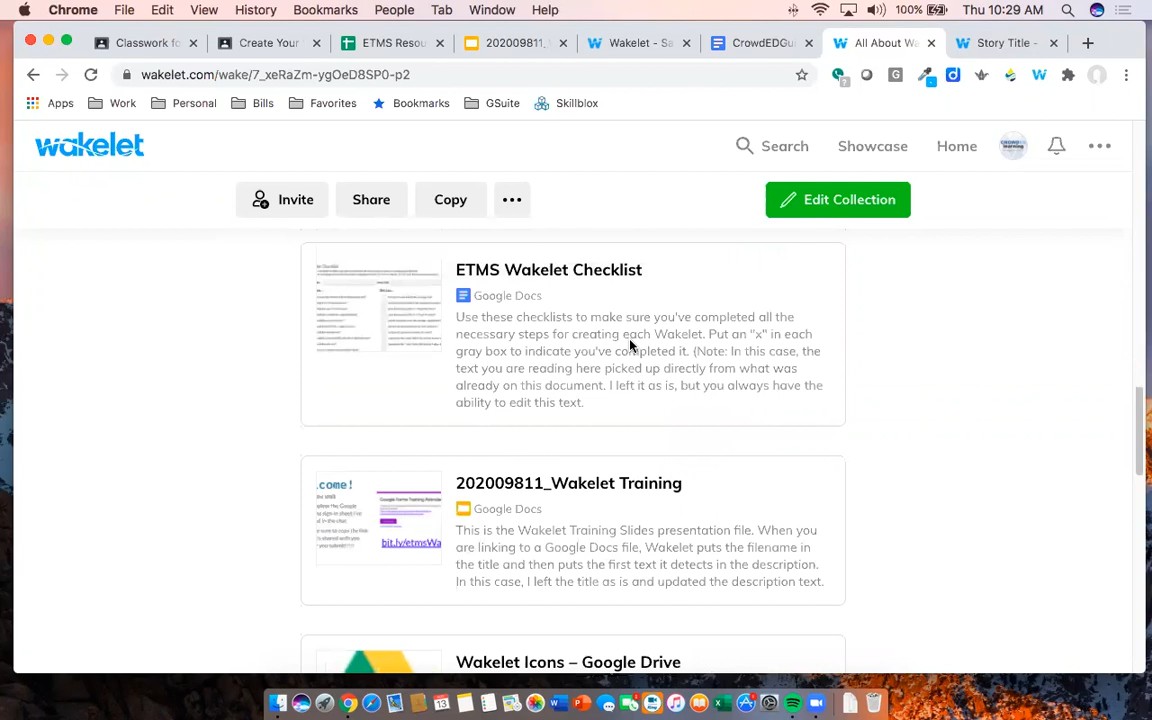 Chrome File Edit View History Bookmarks People Tab Window Help 100% Thu 10:29 AM
Classwork fo Create Your ETMS Resou 202009811_ Wakelet - Sa CrowdEDGu All About Wa Story Title -
wakelet.com/wake/7_xeRaZm-ygOeD8SP0-p2
Apps Work Personal Bills Favorites Bookmarks GSuite Skillblox
wakelet Search Showcase Home
Invite Share Copy Edit Collection
ETMS Wakelet Checklist
Google Docs
Use these checklists to make sure you've completed all the
necessary steps for creating each Wakelet. Put an "x" in each
gray box to indicate you've completed it. (Note: In this case, the
text you are reading here picked up directly from what was
already on this document. I left it as is, but you always have the
ability to edit this text.
202009811_Wakelet Training
Google Docs
This is the Wakelet Training Slides presentation file. When you
are linking to a Google Docs file, Wakelet puts the filename in
the title and then puts the first text it detects in the description.
In this case, I left the title as is and updated the description text.
come!
bit.ly/etmsWa
Wakelet Icons – Google Drive